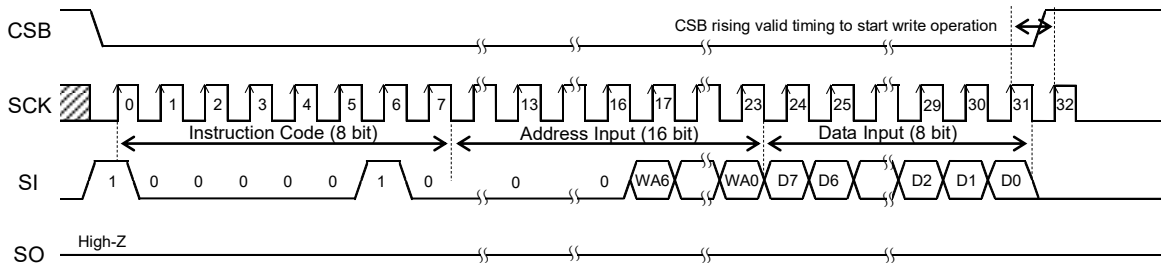 CSB CSB rising valid timing to start write operation
SCK 0 1 2 3 4 5 6 7 13 16 17 23 24 25 29 30 31 32
Instruction Code (8 bit) Address Input (16 bit) Data Input (8 bit)
SI 1 0 0 0 0 0 1 0 0 0 WA6 WA0 D7 D6 D2 D1 D0
High-Z
SO